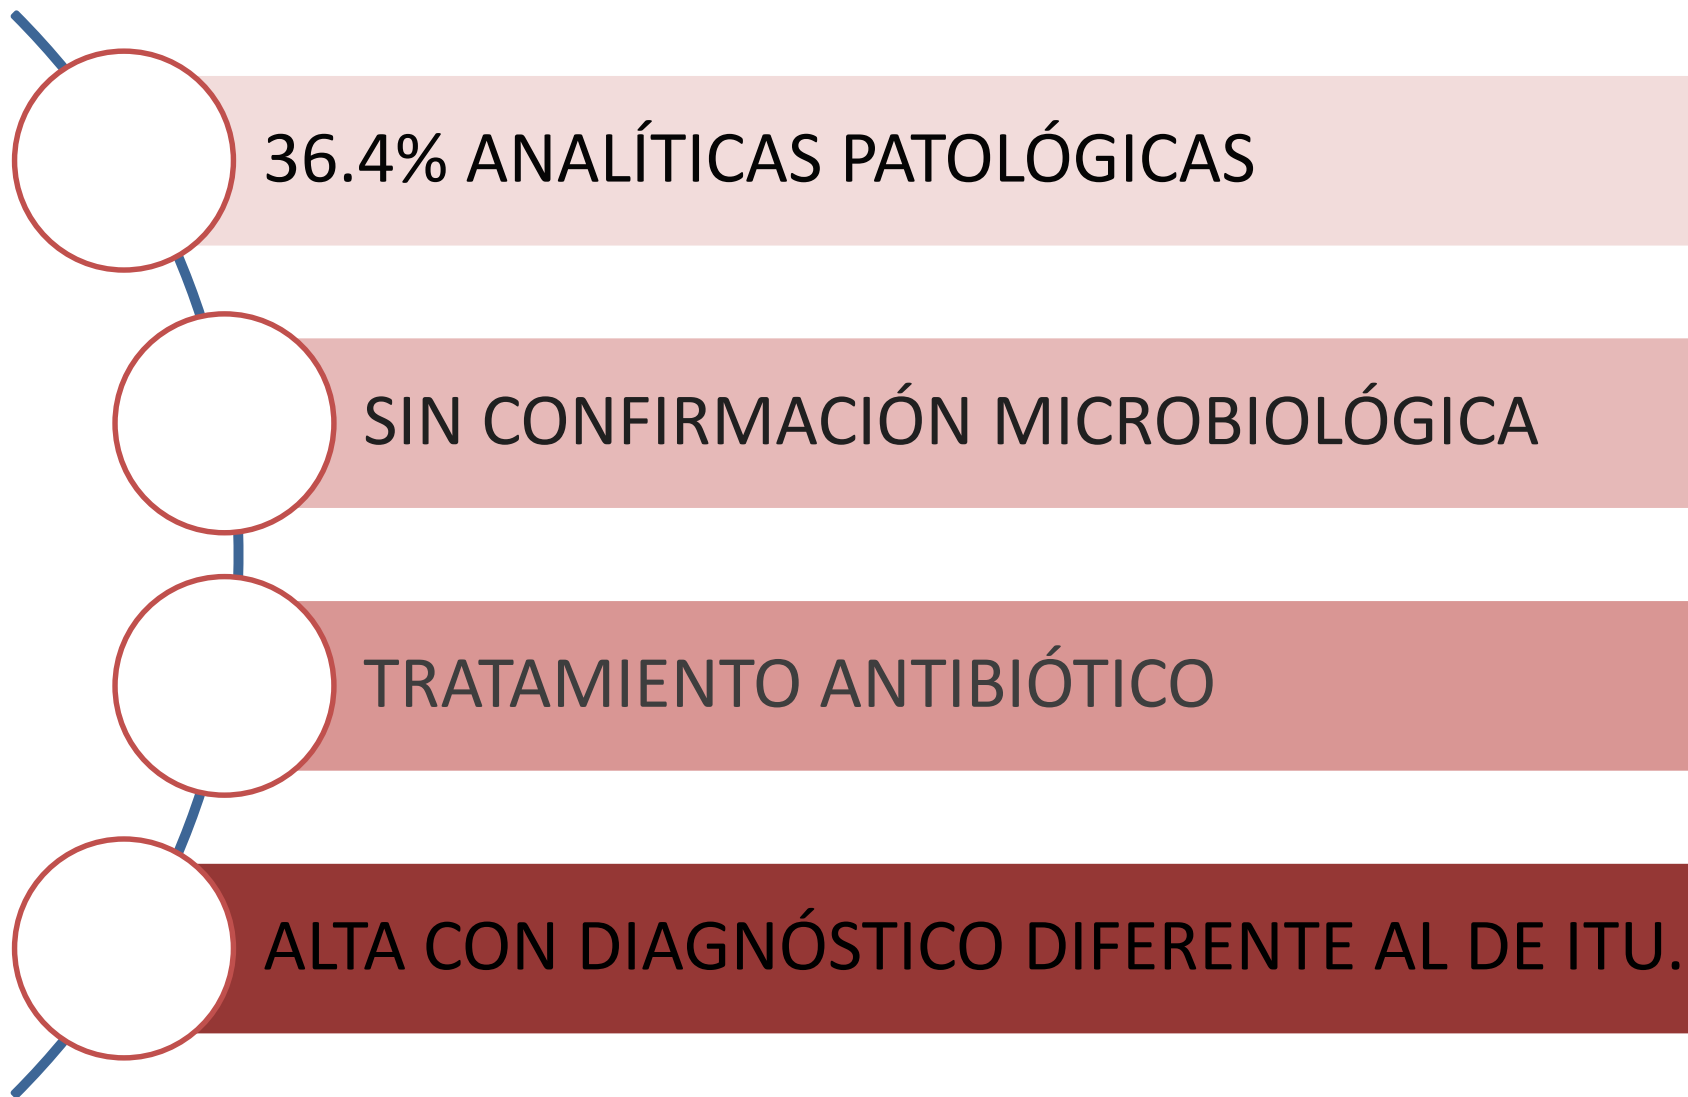 36.4% ANALÍTICAS PATOLÓGICAS
SIN CONFIRMACIÓN MICROBIOLÓGICA
TRATAMIENTO ANTIBIÓTICO
ALTA CON DIAGNÓSTICO DIFERENTE AL DE ITU.